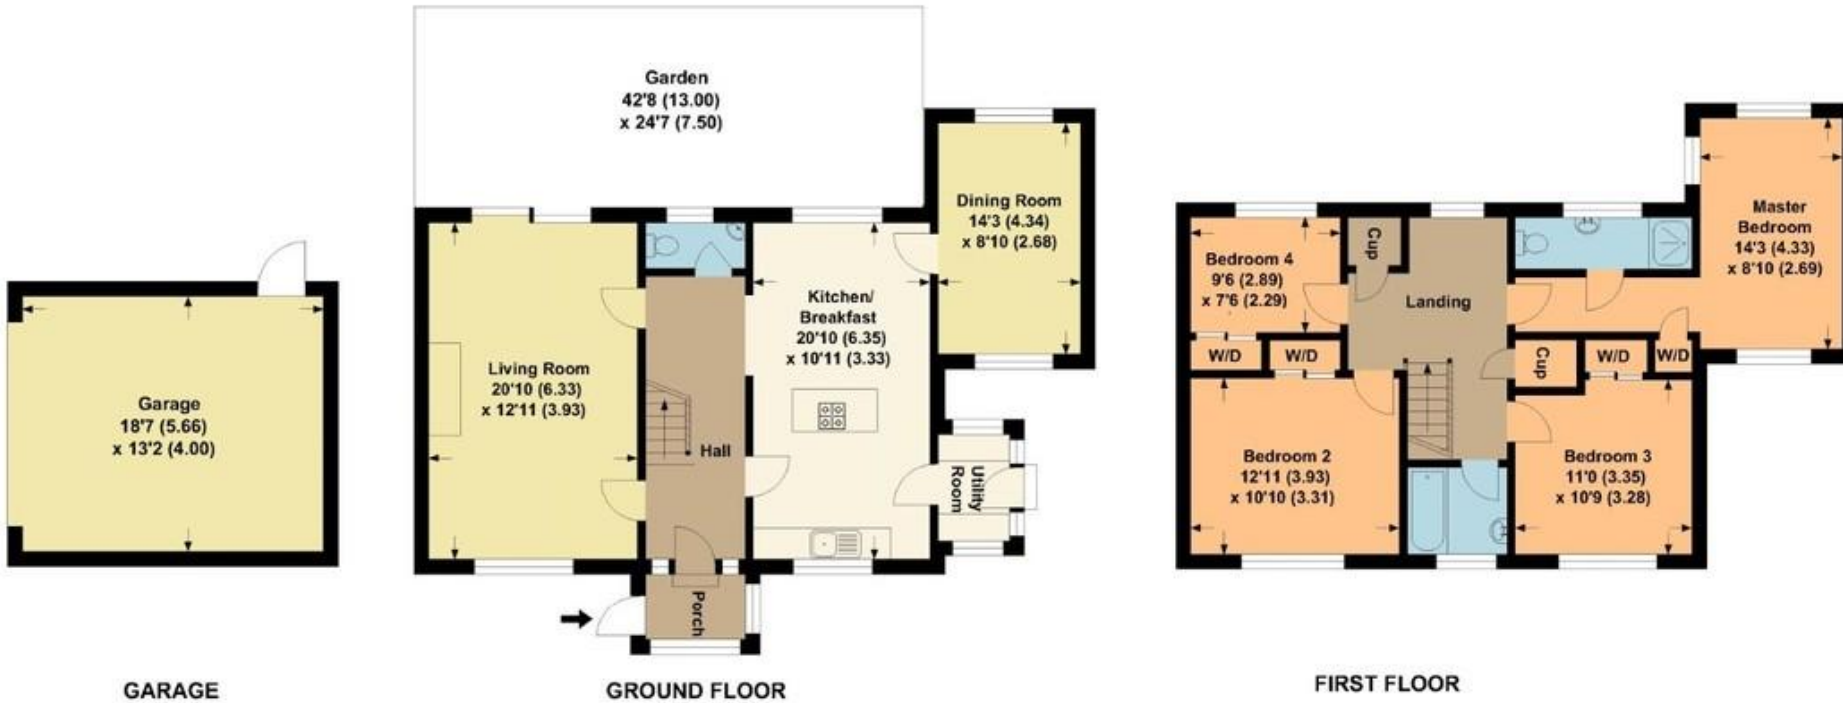 Garage
18'7 (5.66)
x 13'2 (4.00)
GARAGE
Garden
42'8 (13.00)
x 24'7 (7.50)
Dining Room
14'3 (4.34)
x 8'10 (2.68)
Kitchen/
Breakfast
20'10 (6.35)
x 10'11 (3.33)
Living Room
20'10 (6.33)
x 12'11 (3.93)
Hall
Utility
Room
Porch
GROUND FLOOR
Master
Bedroom
14'3 (4.33)
x 8'10 (2.69)
Cup
Bedroom 4
9'6 (2.89)
x 7'6 (2.29)
Landing
W/D
W/D
Cup
W/D
W/D
Bedroom 2
12'11 (3.93)
x 10'10 (3.31)
Bedroom 3
11'0 (3.35)
x 10'9 (3.28)
FIRST FLOOR